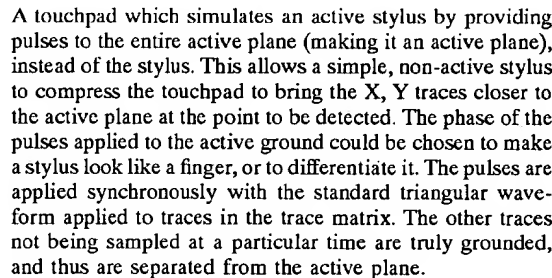 A touchpad which simulates an active stylus by providing
pulses to the entire active plane (making it an active plane),
instead of the stylus. This allows a simple, non-active stylus
to compress the touchpad to bring the X, Y traces closer to
the active plane at the point to be detected. The phase of the
pulses applied to the active ground could be chosen to make
a stylus look like a finger, or to differentiate it. The pulses are
applied synchronously with the standard triangular wave-
form applied to traces in the trace matrix. The other traces
not being sampled at a particular time are truly grounded,
and thus are separated from the active plane.